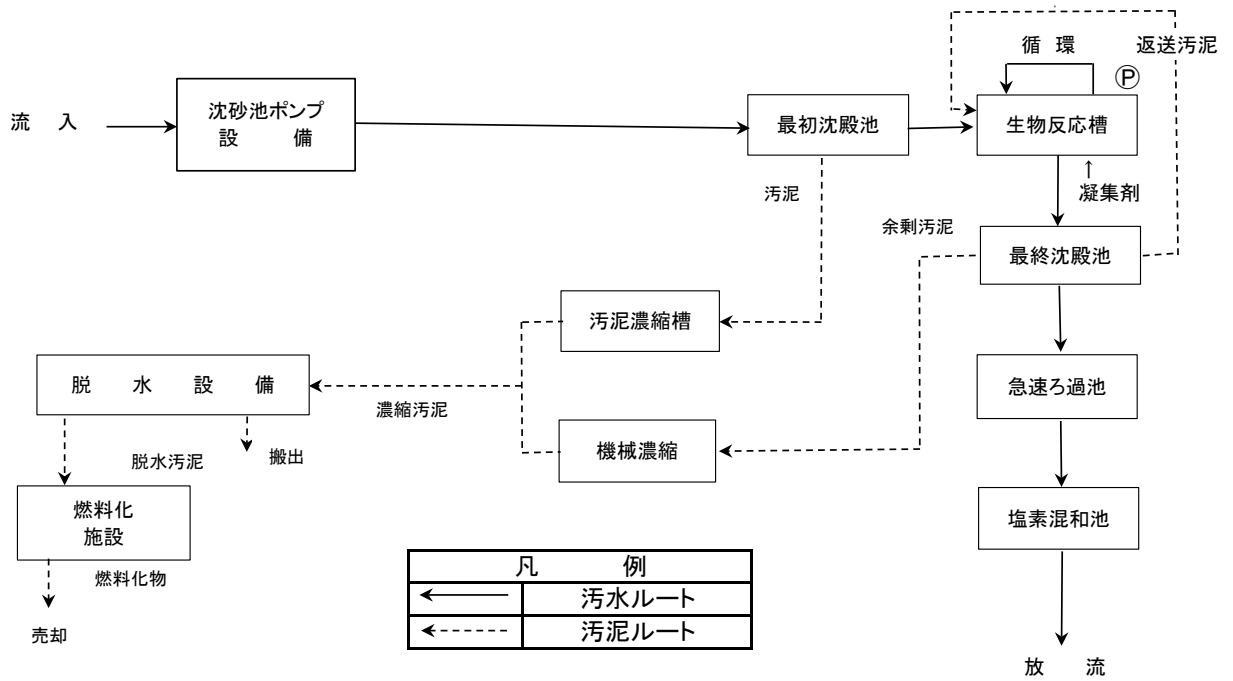 循 環
返送汚泥
Ⓟ
流 入
沈砂池ポンプ
設 備
最初沈殿池
生物反応槽
↑
凝集剤
汚泥
余剰汚泥
最終沈殿池
汚泥濃縮槽
脱 水 設 備
濃縮汚泥
急速ろ過池
機械濃縮
脱水汚泥
搬出
燃料化
施設
塩素混和池
燃料化物
売却
凡 例
汚水ルート
汚泥ルート
放 流